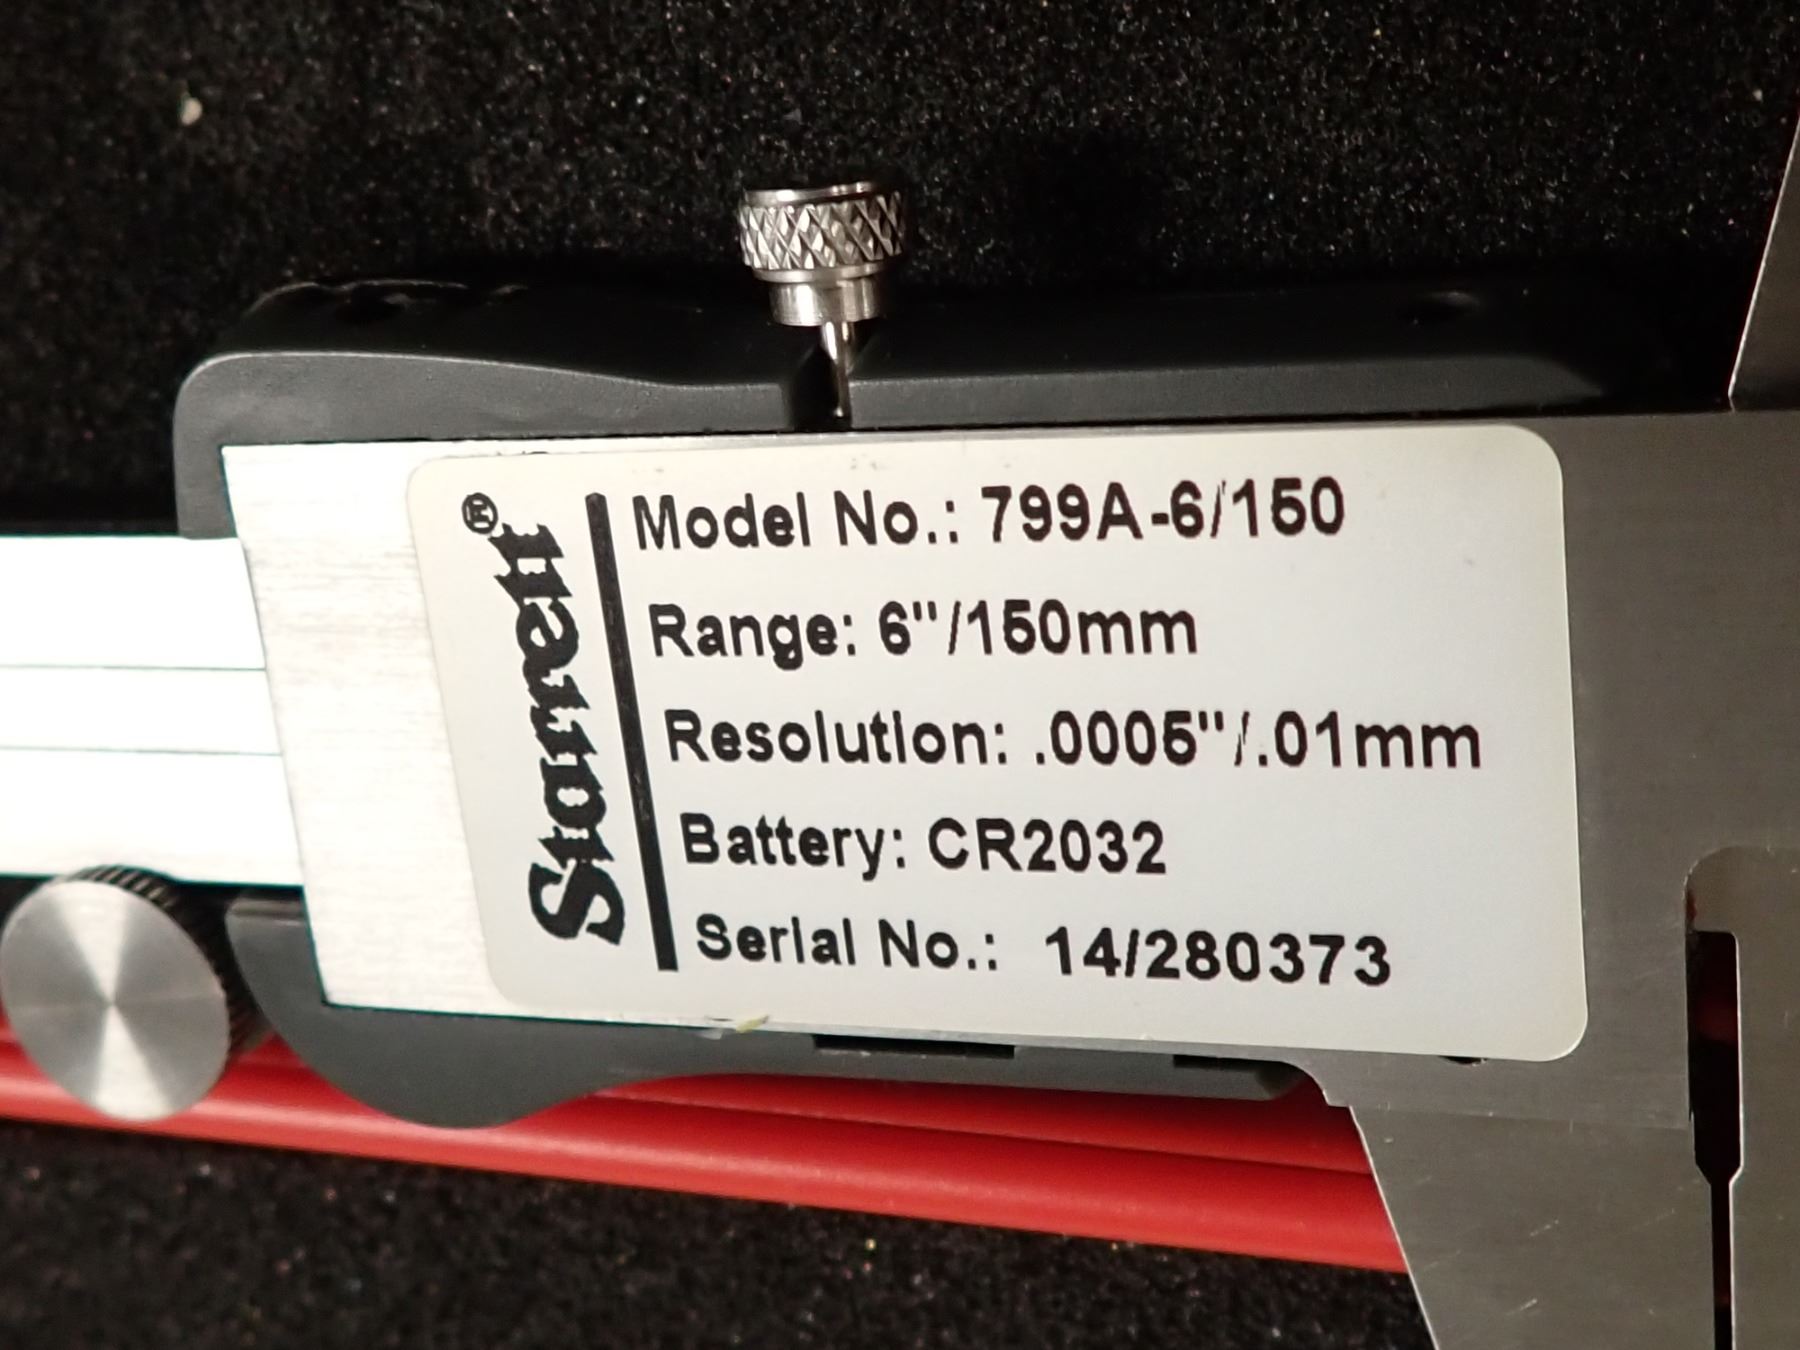 Starrett®
Model No.: 799A-6/150
Range: 6"/150mm
Resolution: .0005"/.01mm
Battery: CR2032
Serial No.: 14/280373